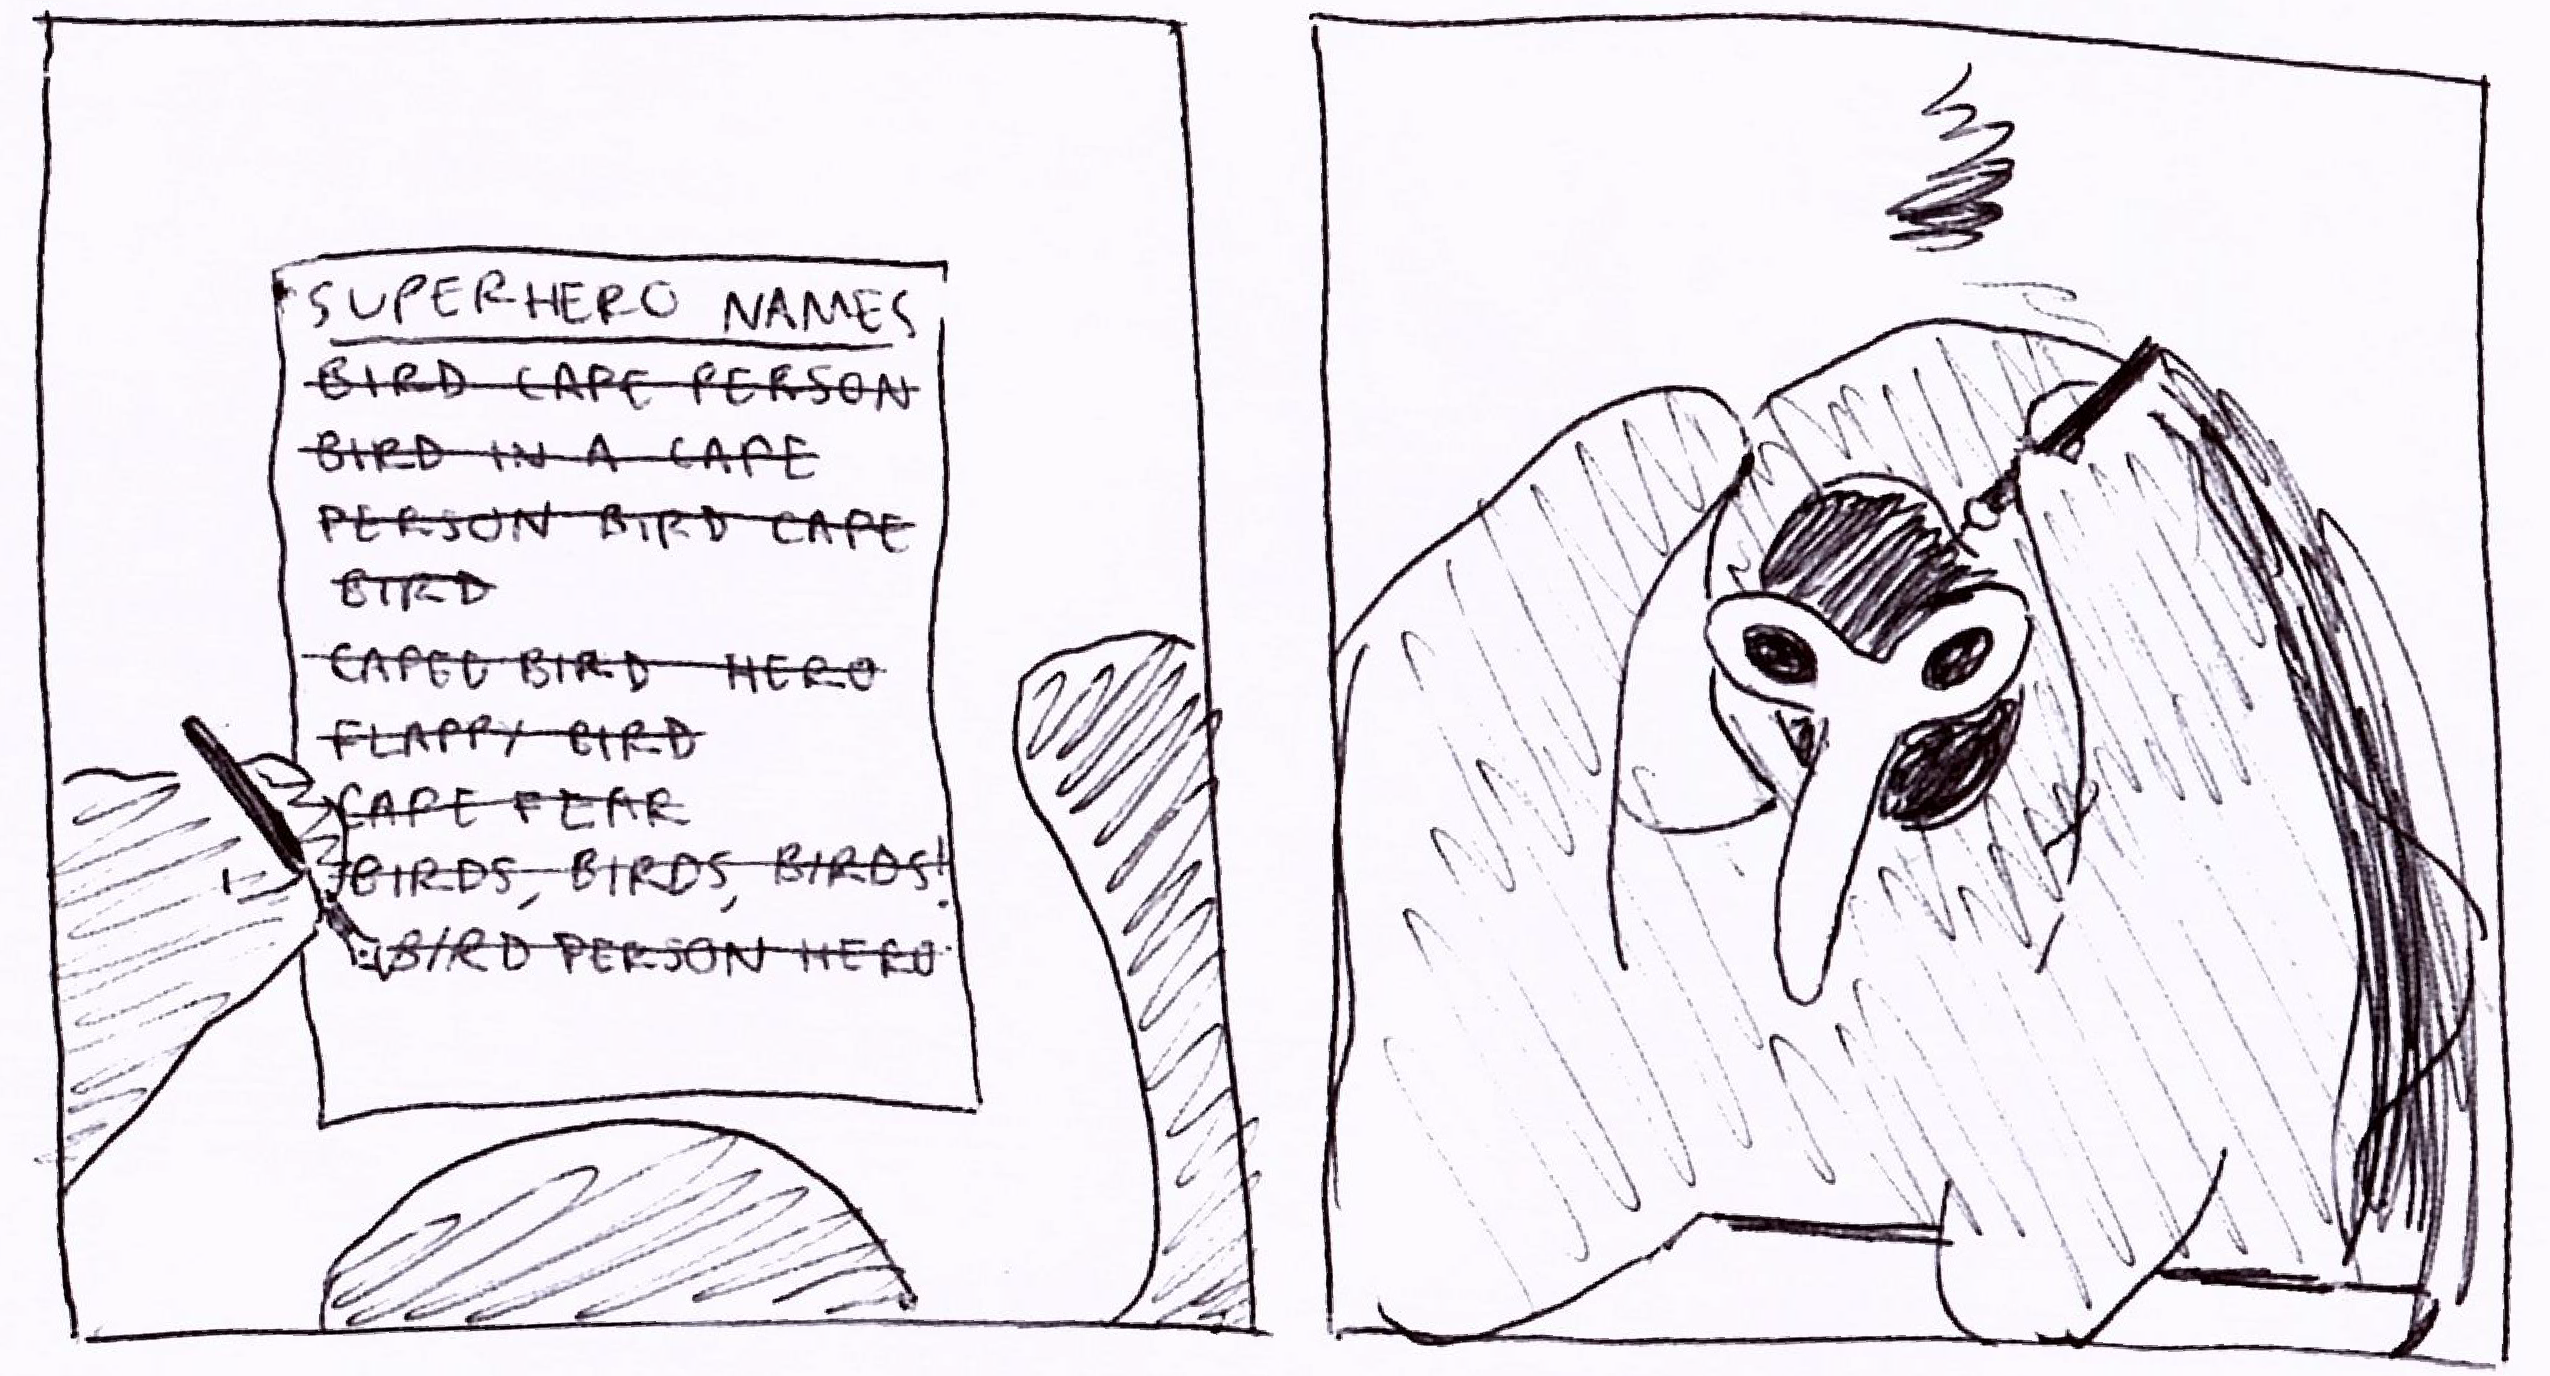 SUPERHERO NAMES
BIRD CAPE PERSON
BIRD IN A CAPE
PERSON BIRD CAPE
BIRD
CAPED BIRD HERO
FLAPPY BIRD
CAPE FEAR
BIRDS, BIRDS, BIRDS!
BIRD PERSON HERO